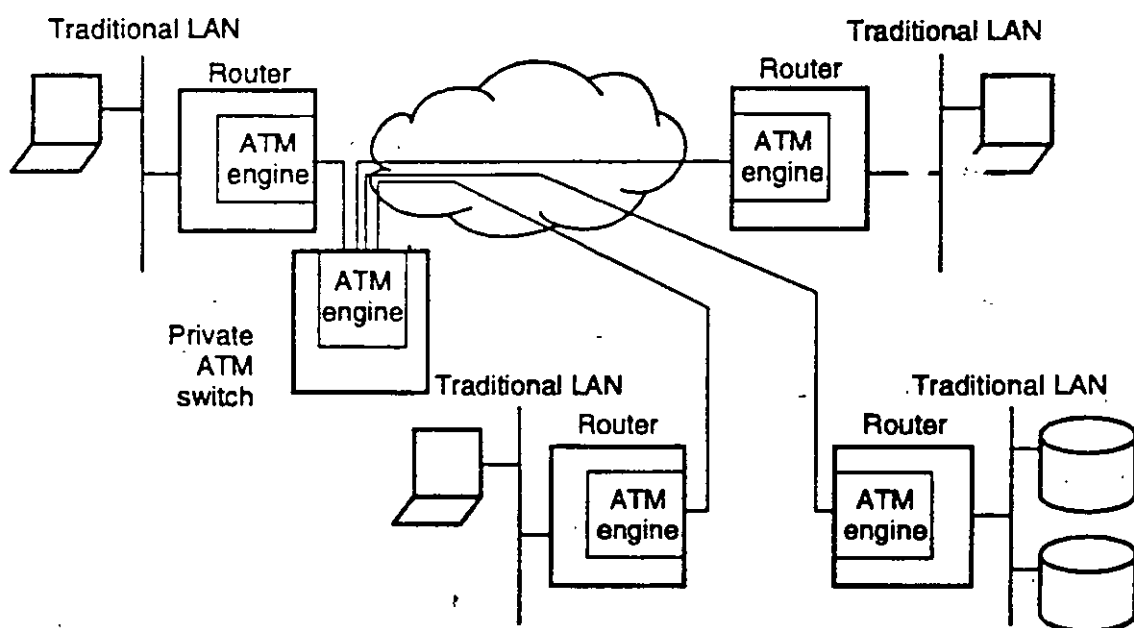 Traditional LAN
Router
ATM
engine
Router
ATM
engine
Traditional LAN
ATM
engine
Private
ATM
switch
Traditional LAN
Router
ATM
engine
Traditional LAN
Router
ATM
engine